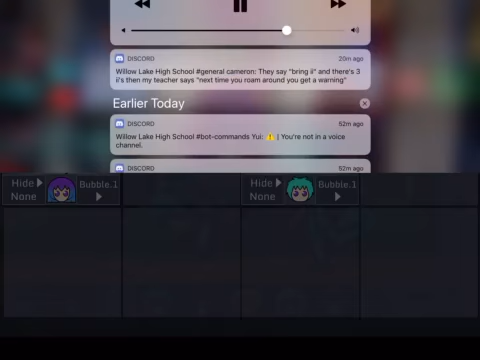 DISCORD 20m ago
Willow Lake High School #general cameron: They say "bring ii" and there's 3
ii's then my teacher says "next time you roam around you get a warning"
Earlier Today
DISCORD 52m ago
Willow Lake High School #bot-commands Yui: ⚠️ | You're not in a voice
channel.
DISCORD 52m ago
Hide Bubble.1 Hide Bubble.1
None None